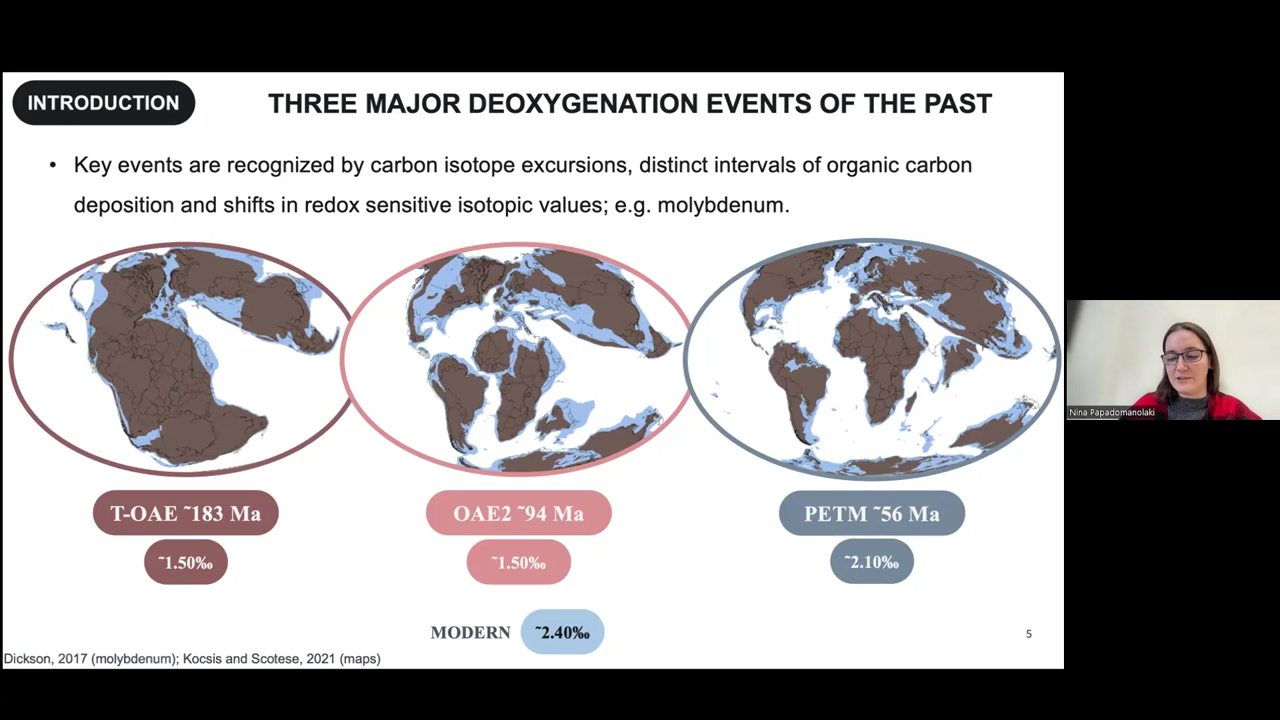 INTRODUCTION
THREE MAJOR DEOXYGENATION EVENTS OF THE PAST
• Key events are recognized by carbon isotope excursions, distinct intervals of organic carbon
deposition and shifts in redox sensitive isotopic values; e.g. molybdenum.
T-OAE ~183 Ma
OAE2 ~94 Ma
PETM ~56 Ma
~1.50‰
~1.50‰
~2.10‰
MODERN ~2.40‰
5
Dickson, 2017 (molybdenum); Kocsis and Scotese, 2021 (maps)
Nina Papadomanolaki